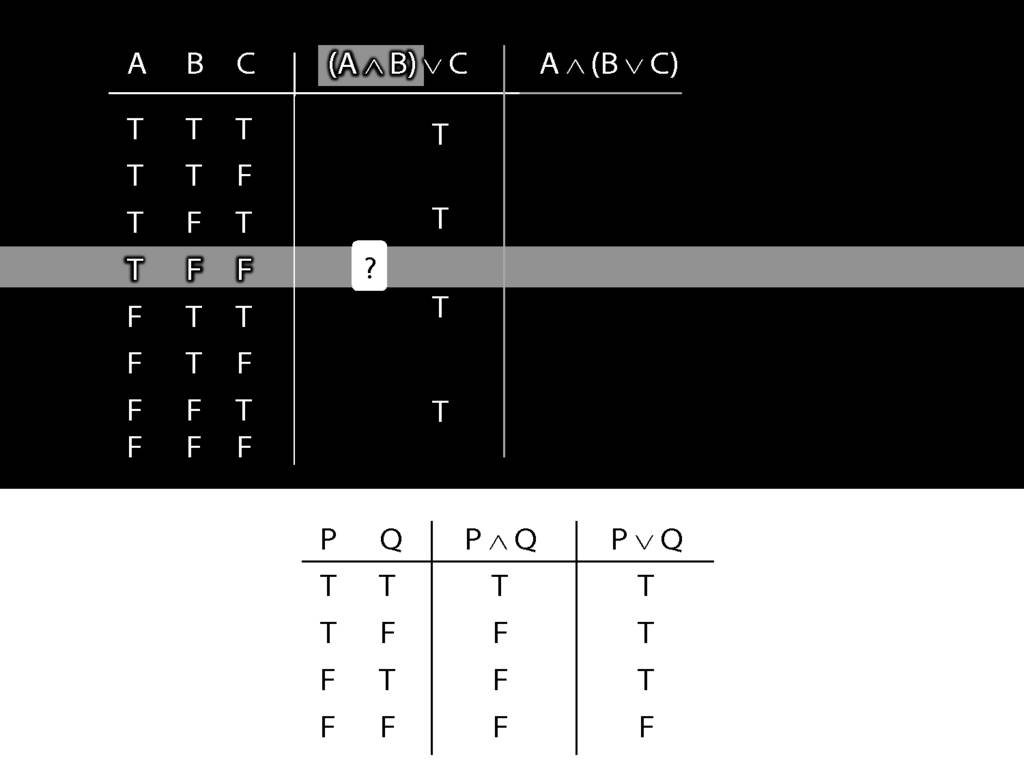 A B C (A ∧ B) ∨ C A ∧ (B ∨ C)
T T T T
T T F
T F T T
T F F ?
F T T T
F T F
F F T T
F F F
P Q P ∧ Q P ∨ Q
T T T T
T F F T
F T F T
F F F F